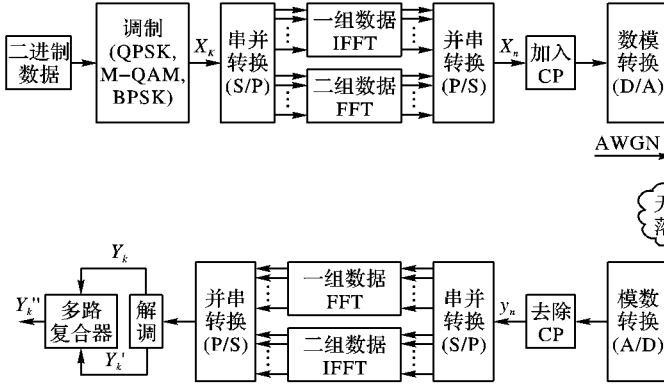 二进制
数据
调制
(QPSK,
M-QAM,
BPSK)
X_K
串并
转换
(S/P)
一组数据
IFFT
二组数据
FFT
并串
转换
(P/S)
X_n
加入
CP
数模
转换
(D/A)
AWGN
Y_k''
多路
复合器
Y_k
Y_k'
解
调
并串
转换
(P/S)
一组数据
FFT
二组数据
IFFT
串并
转换
(S/P)
y_n
去除
CP
模数
转换
(A/D)